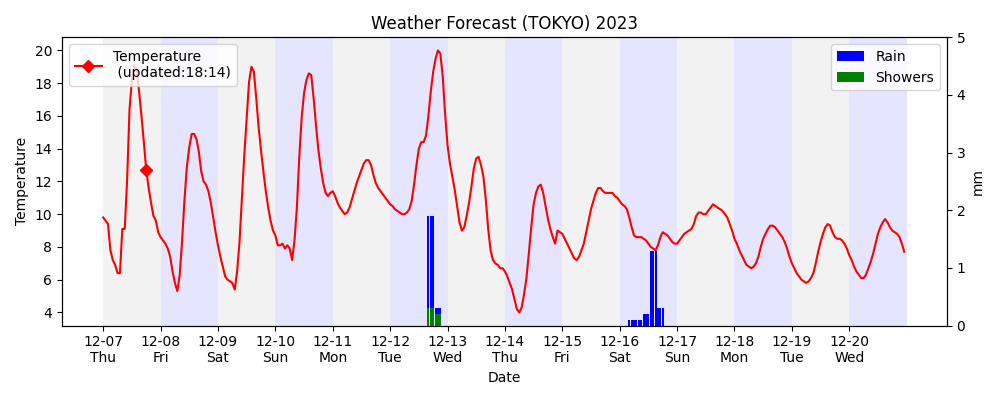 Weather Forecast (TOKYO) 2023
Temperature
(updated:18:14)
Rain
Showers
Temperature
20
18
16
14
12
10
8
6
4
5
4
3
2
1
0
mm
12-07 12-08 12-09 12-10 12-11 12-12 12-13 12-14 12-15 12-16 12-17 12-18 12-19 12-20
Thu Fri Sat Sun Mon Tue Wed Thu Fri Sat Sun Mon Tue Wed
Date